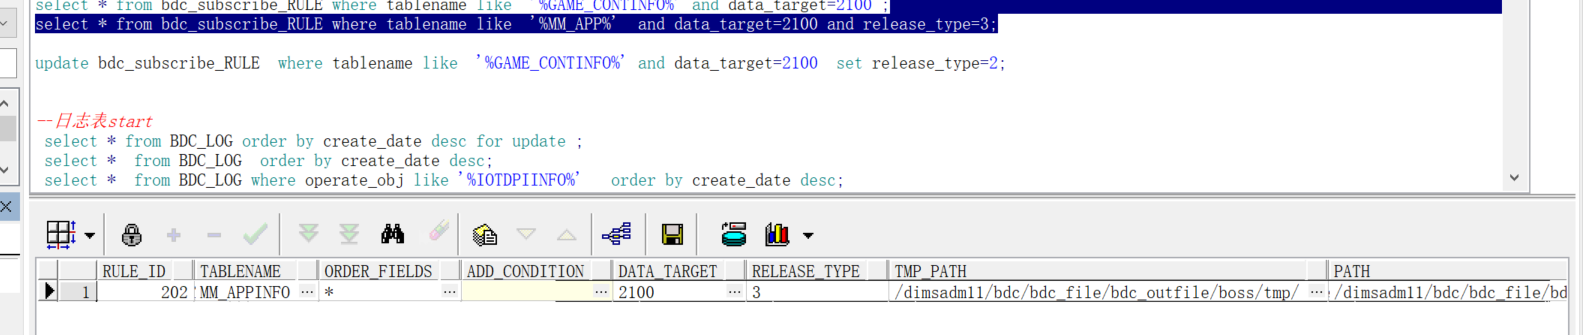 select * from bdc_subscribe_RULE where tablename like  '%GAME_CONTINFO%' and data_target=2100 ;
select * from bdc_subscribe_RULE where tablename like  '%MM_APP%'  and data_target=2100 and release_type=3;
update bdc_subscribe_RULE  where tablename like  '%GAME_CONTINFO%' and data_target=2100  set release_type=2;
--日志表start
select * from BDC_LOG order by create_date desc for update ;
select *  from BDC_LOG  order by create_date desc;
select *  from BDC_LOG where operate_obj like '%IOTDPIINFO%'   order by create_date desc;
RULE_ID TABLENAME ORDER_FIELDS ADD_CONDITION DATA_TARGET RELEASE_TYPE TMP_PATH PATH
1 202 MM_APPINFO ... * ... ... 2100 ... 3 /dimsadm11/bdc/bdc_file/bdc_outfile/boss/tmp/ ... /dimsadm11/bdc/bdc_file/bd